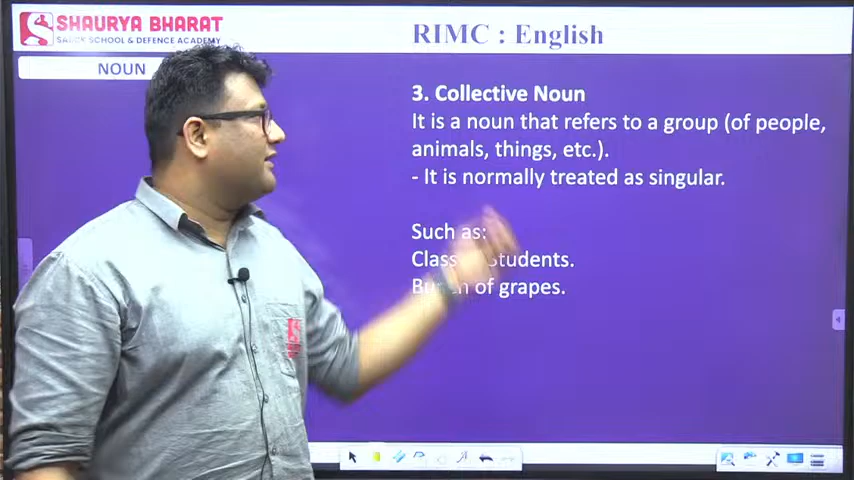 SHAURYA BHARAT
SAINIK SCHOOL & DEFENCE ACADEMY
RIMC : English
NOUN
3. Collective Noun
It is a noun that refers to a group (of people,
animals, things, etc.).
- It is normally treated as singular.
Such as:
students.
of grapes.